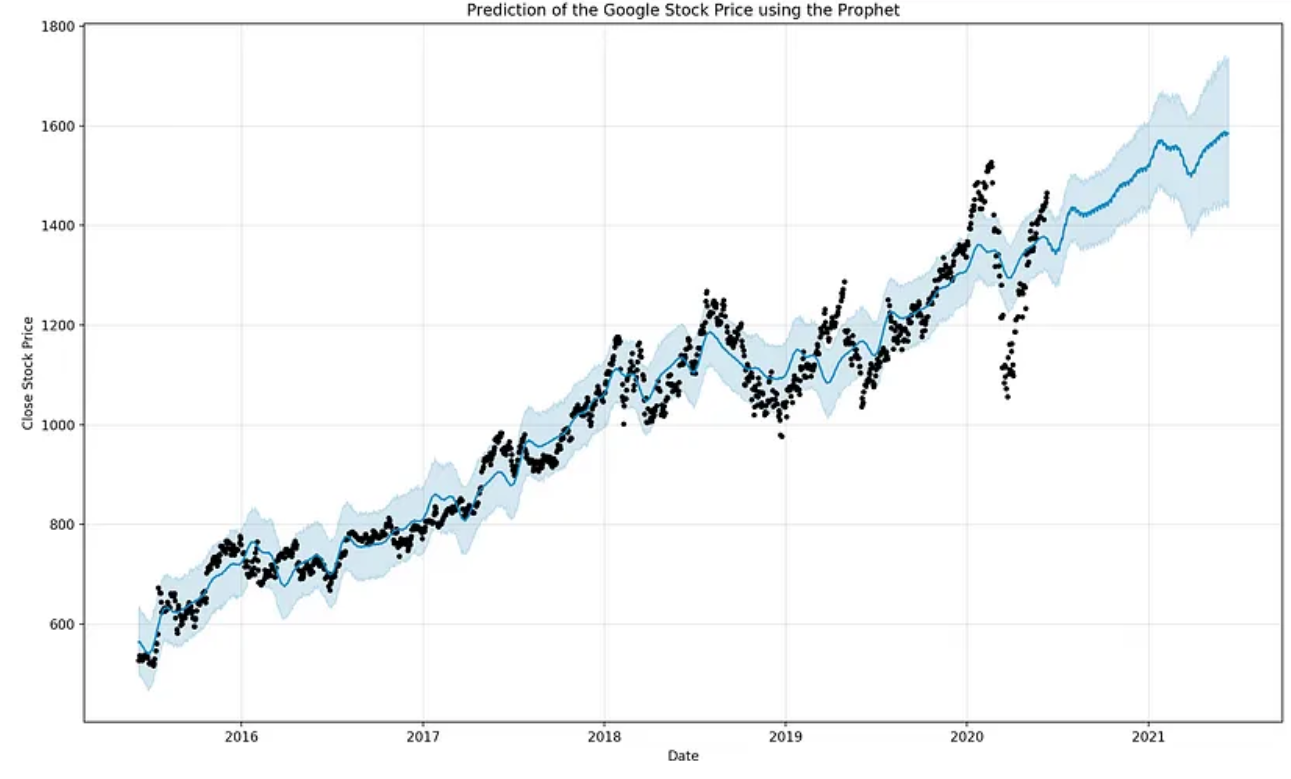 Prediction of the Google Stock Price using the Prophet
1800
1600
1400
1200
1000
800
600
Close Stock Price
2016 2017 2018 2019 2020 2021
Date